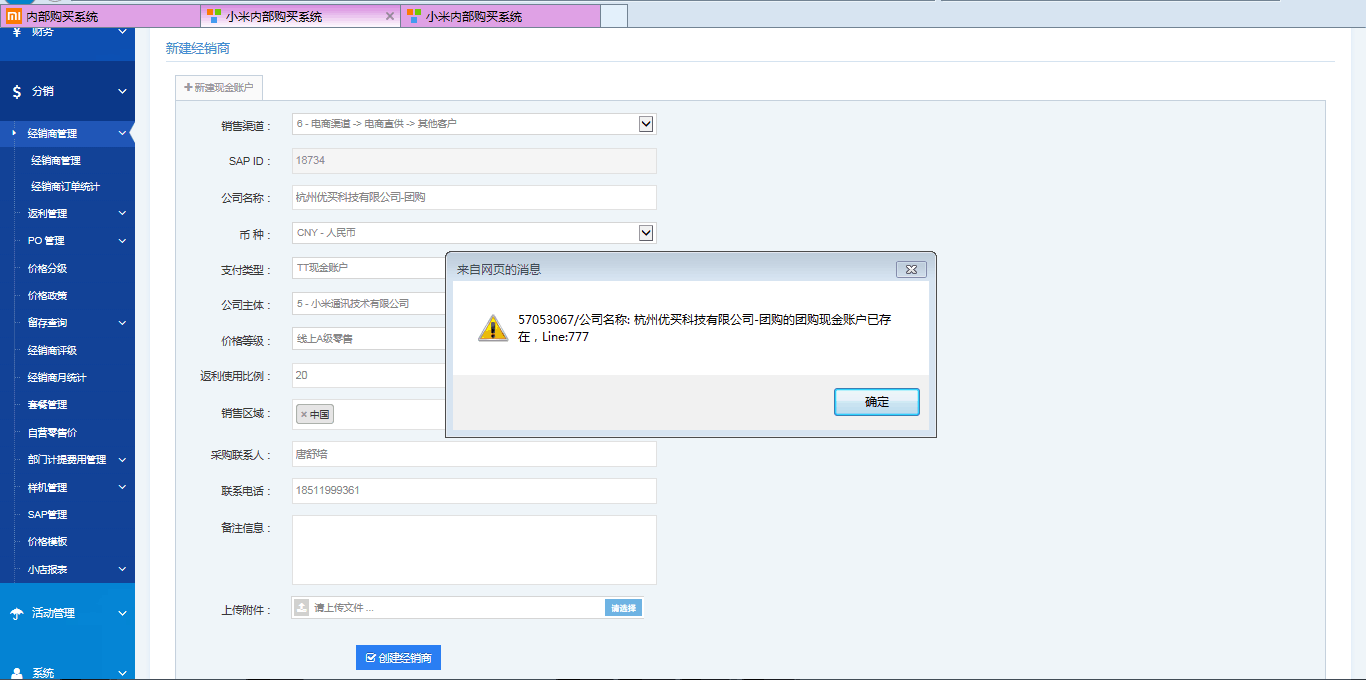 内部购买系统
小米内部购买系统
小米内部购买系统
财务
分销
经销商管理
经销商管理
经销商订单统计
返利管理
PO 管理
价格分级
价格政策
留存查询
经销商评级
经销商月统计
套餐管理
自营零售价
部门计提费用管理
样机管理
SAP管理
价格模板
小店报表
活动管理
系统
新建经销商
新建现金账户
销售渠道： 6 - 电商渠道 -> 电商直供 -> 其他客户
SAP ID： 18734
公司名称： 杭州优买科技有限公司-团购
币 种： CNY - 人民币
支付类型： TT现金账户
公司主体： 5 - 小米通讯技术有限公司
价格等级： 线上A级零售
返利使用比例： 20
销售区域： × 中国
采购联系人： 唐舒培
联系电话： 18511999361
备注信息：
上传附件： 请上传文件 ... 请选择
创建经销商
来自网页的消息
57053067/公司名称: 杭州优买科技有限公司-团购的团购现金账户已存
在，Line:777
确定